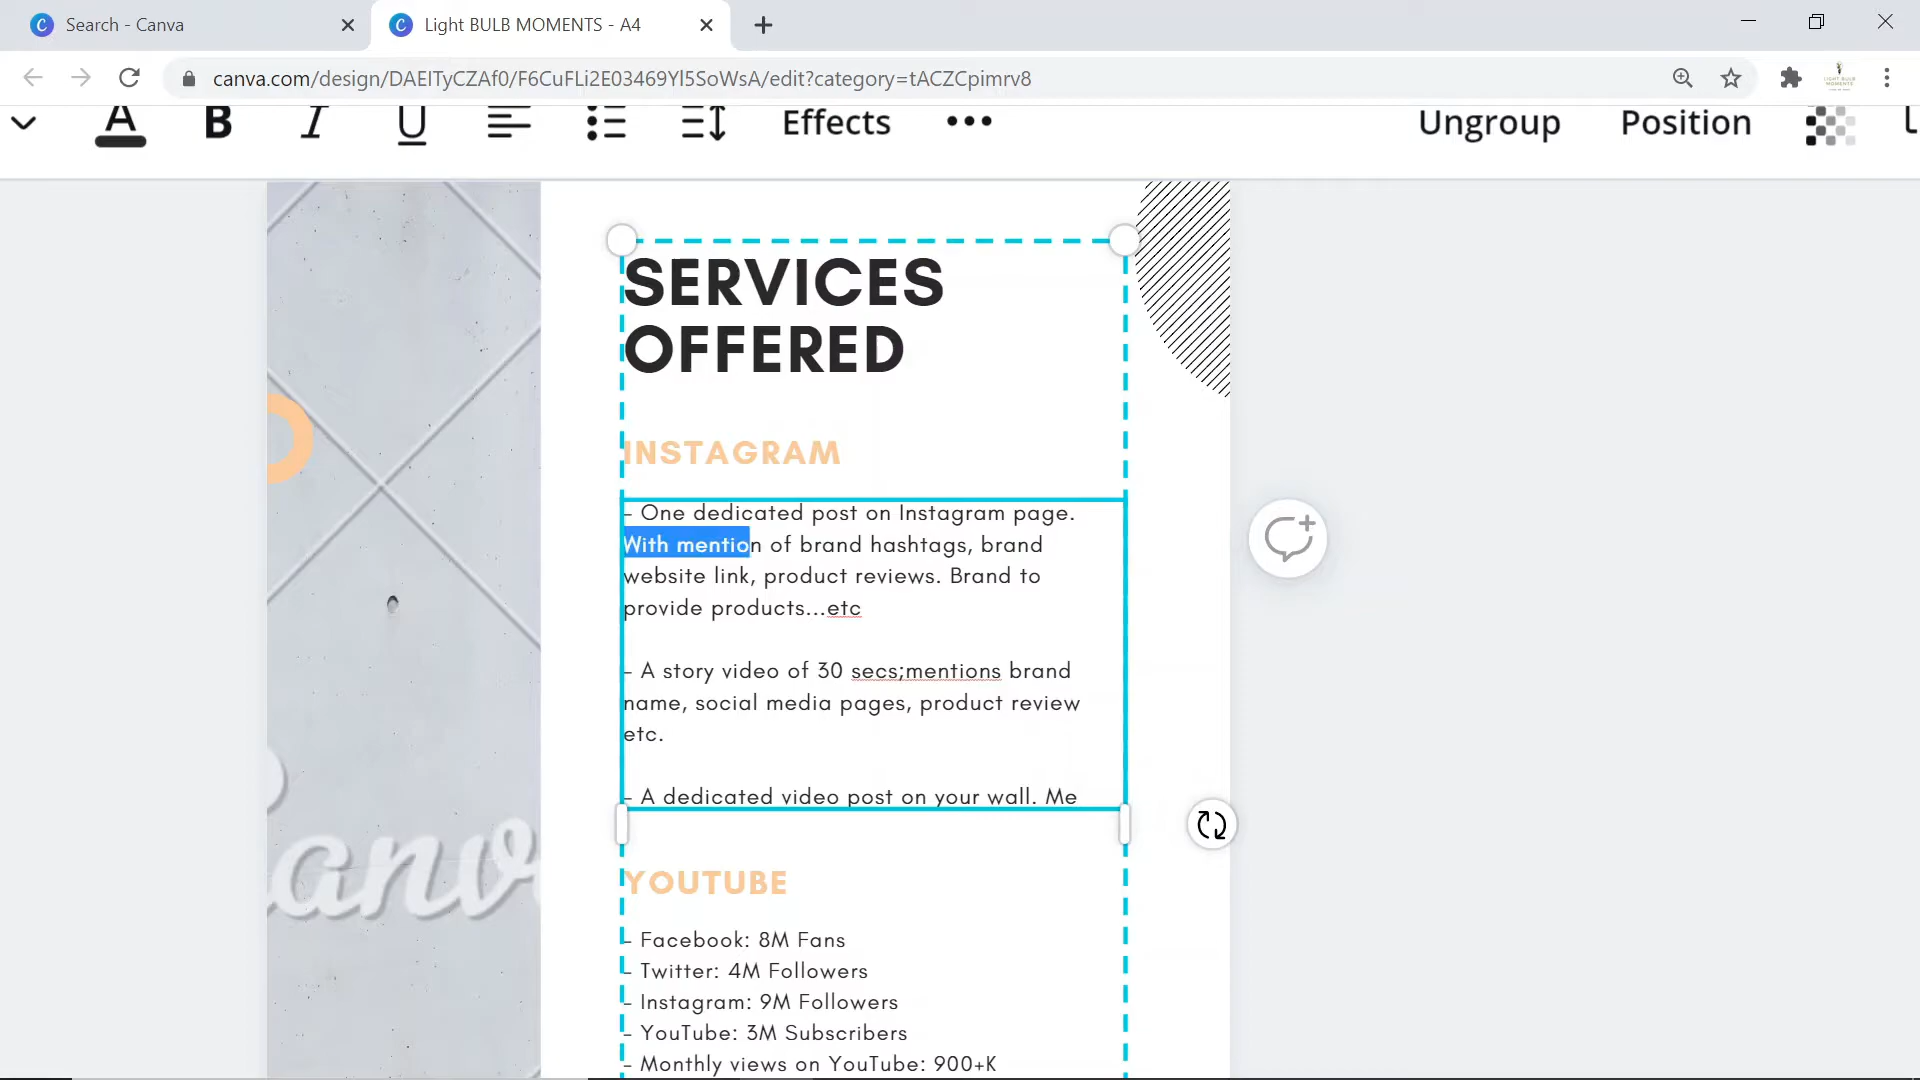 Search - Canva
Light BULB MOMENTS - A4
canva.com/design/DAEITyCZAf0/F6CuFLi2E03469Yl5SoWsA/edit?category=tACZCpimrv8
A B I U Effects Ungroup Position
SERVICES
OFFERED
INSTAGRAM
- One dedicated post on Instagram page.
With mention of brand hashtags, brand
website link, product reviews. Brand to
provide products...etc
- A story video of 30 secs;mentions brand
name, social media pages, product review
etc.
- A dedicated video post on your wall. Me
YOUTUBE
- Facebook: 8M Fans
- Twitter: 4M Followers
- Instagram: 9M Followers
- YouTube: 3M Subscribers
- Monthly views on YouTube: 900+K